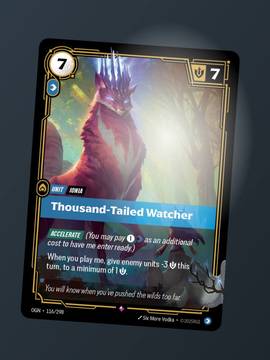 7
7
UNIT IONIA
Thousand-Tailed Watcher
ACCELERATE (You may pay 1 as an additional
cost to have me enter ready.)
When you play me, give enemy units -3 this
turn, to a minimum of 1.
You will know when you've pushed the wilds too far.
OGN • 116/298
Six More Vodka